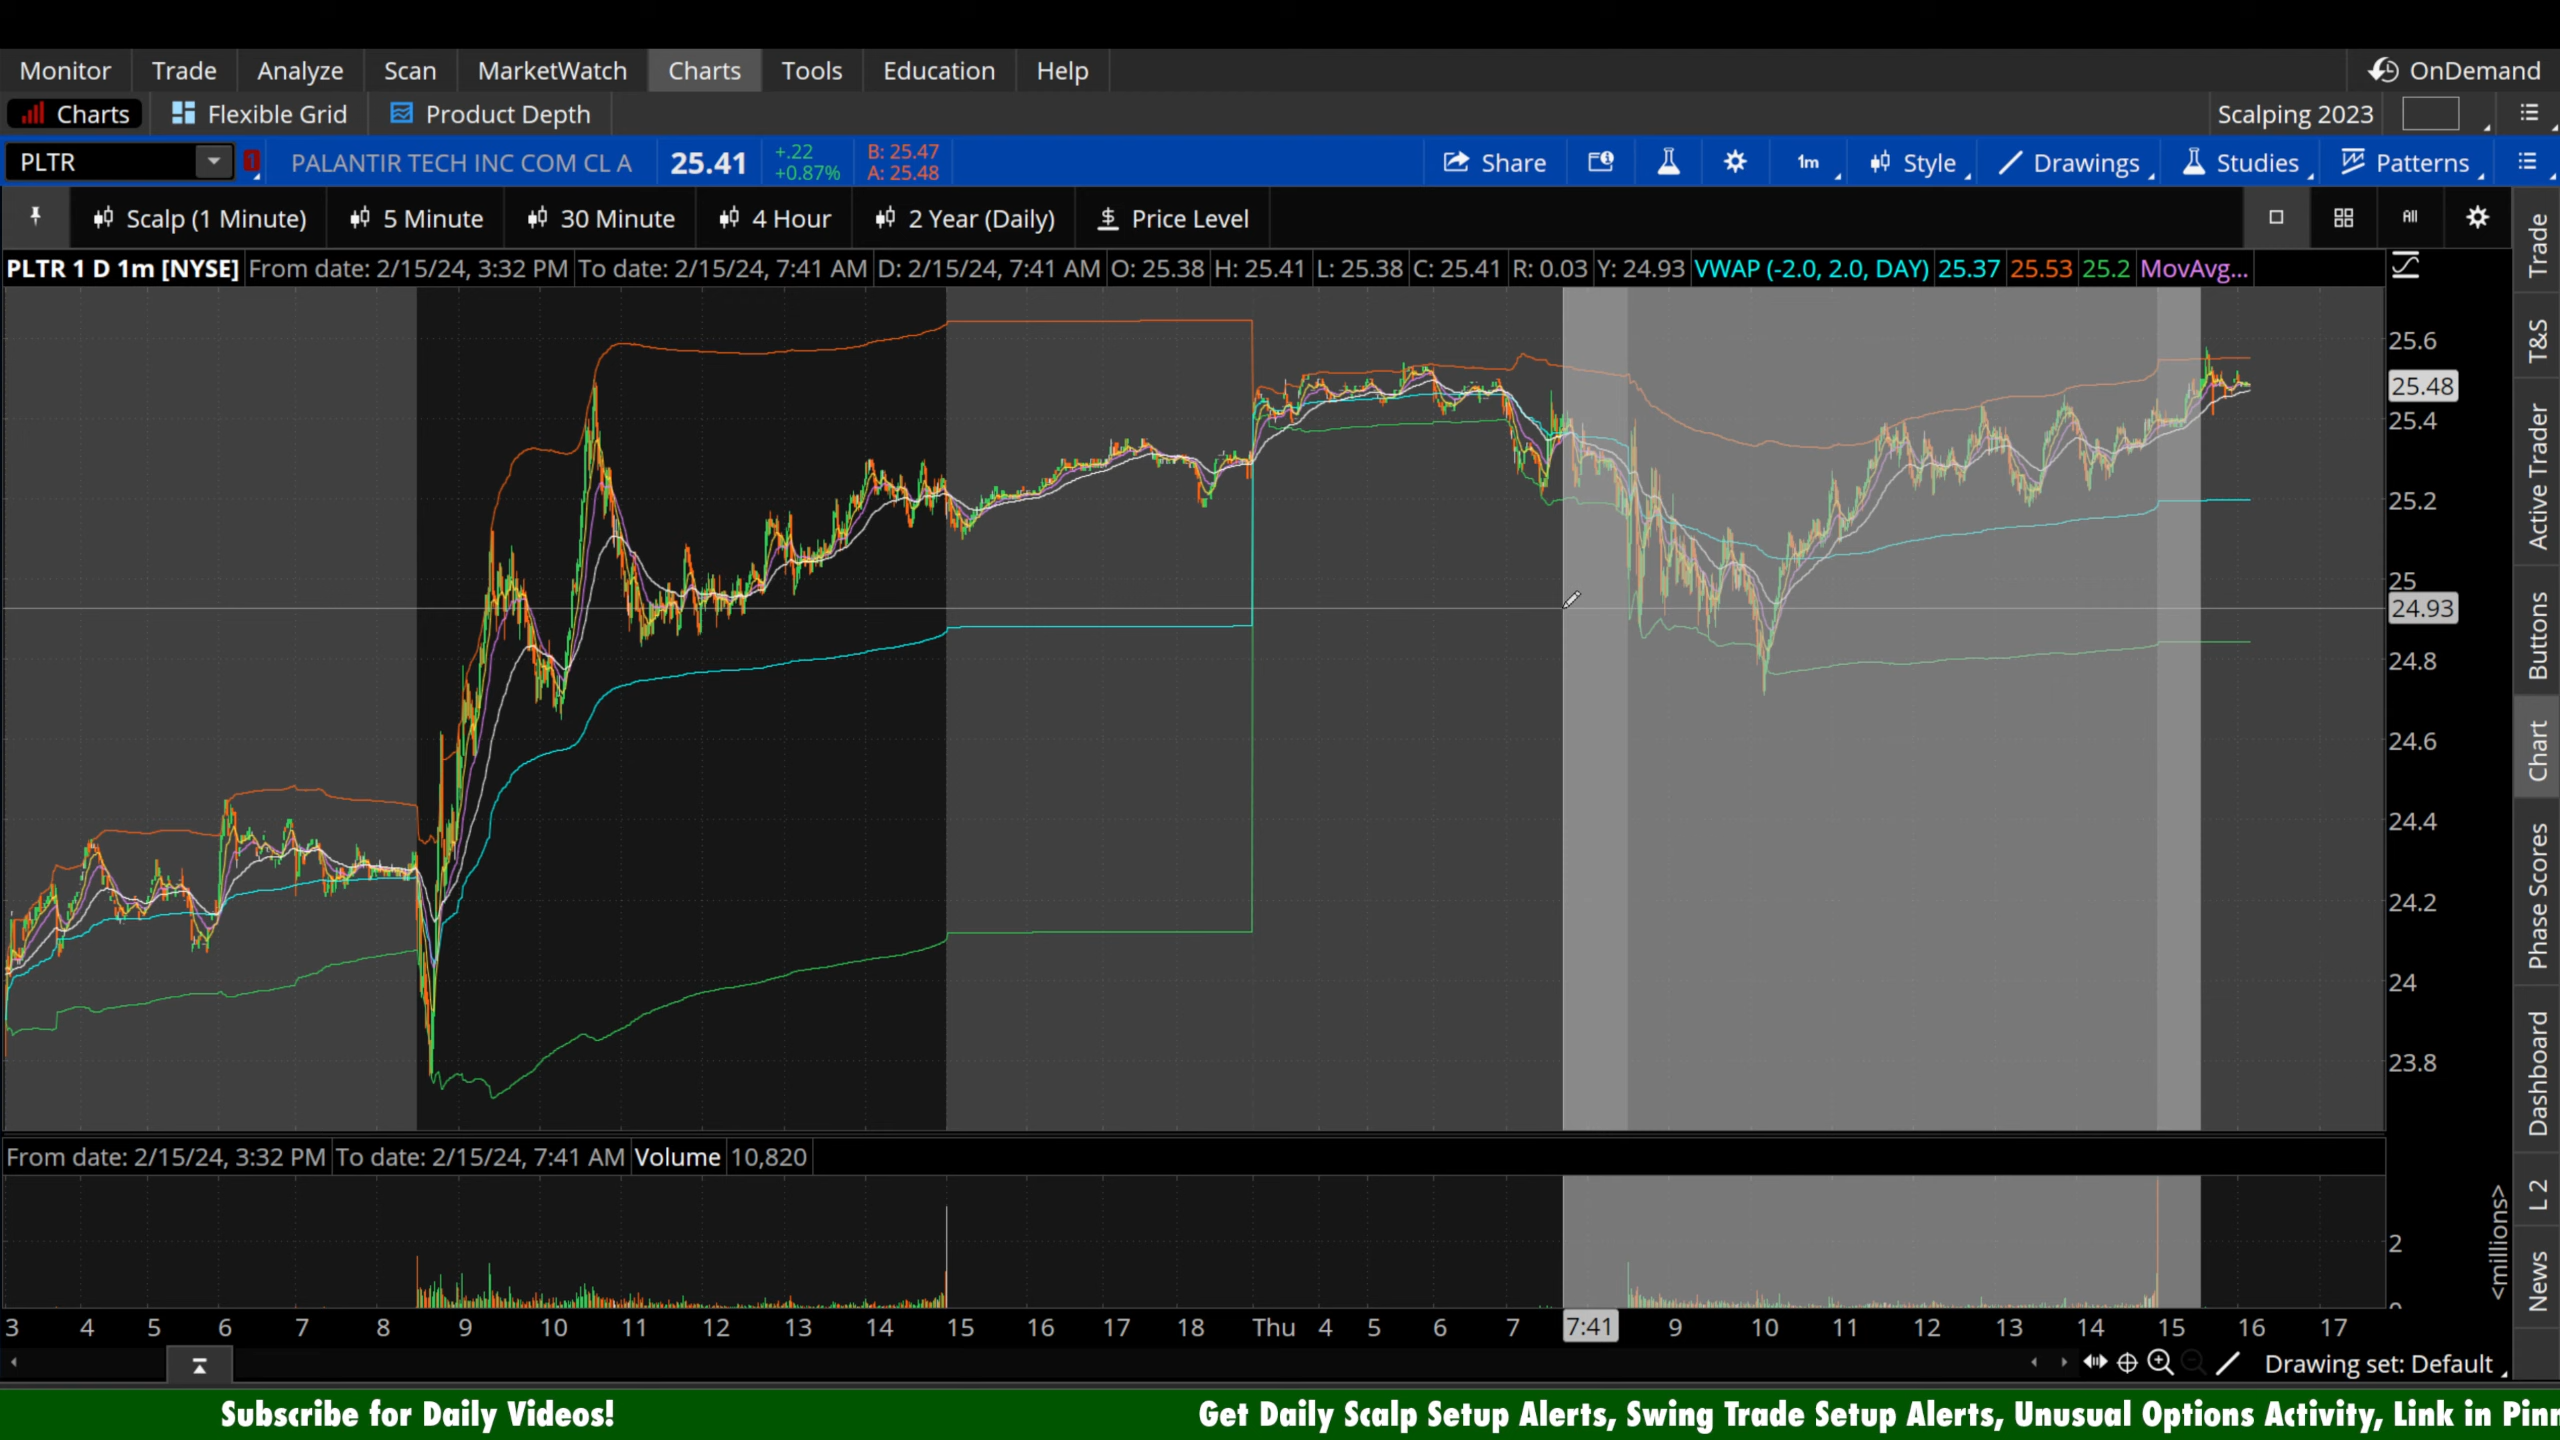 Monitor Trade Analyze Scan MarketWatch Charts Tools Education Help OnDemand
Charts Flexible Grid Product Depth Scalping 2023
PLTR 1 PALANTIR TECH INC COM CL A 25.41 +.22 +0.87% B: 25.47 A: 25.48 Share 1m Style Drawings Studies Patterns
Scalp (1 Minute) 5 Minute 30 Minute 4 Hour 2 Year (Daily) $ Price Level All
PLTR 1 D 1m [NYSE] From date: 2/15/24, 3:32 PM To date: 2/15/24, 7:41 AM D: 2/15/24, 7:41 AM O: 25.38 H: 25.41 L: 25.38 C: 25.41 R: 0.03 Y: 24.93 VWAP (-2.0, 2.0, DAY) 25.37 25.53 25.2 MovAvg...
25.6
25.48
25.4
25.2
25
24.93
24.8
24.6
24.4
24.2
24
23.8
From date: 2/15/24, 3:32 PM To date: 2/15/24, 7:41 AM Volume 10,820
2
0
<millions>
3 4 5 6 7 8 9 10 11 12 13 14 15 16 17 18 Thu 4 5 6 7 7:41 9 10 11 12 13 14 15 16 17
Drawing set: Default
Trade
T&S
Active Trader
Buttons
Chart
Phase Scores
Dashboard
L 2
News
Subscribe for Daily Videos! Get Daily Scalp Setup Alerts, Swing Trade Setup Alerts, Unusual Options Activity, Link in Pinn